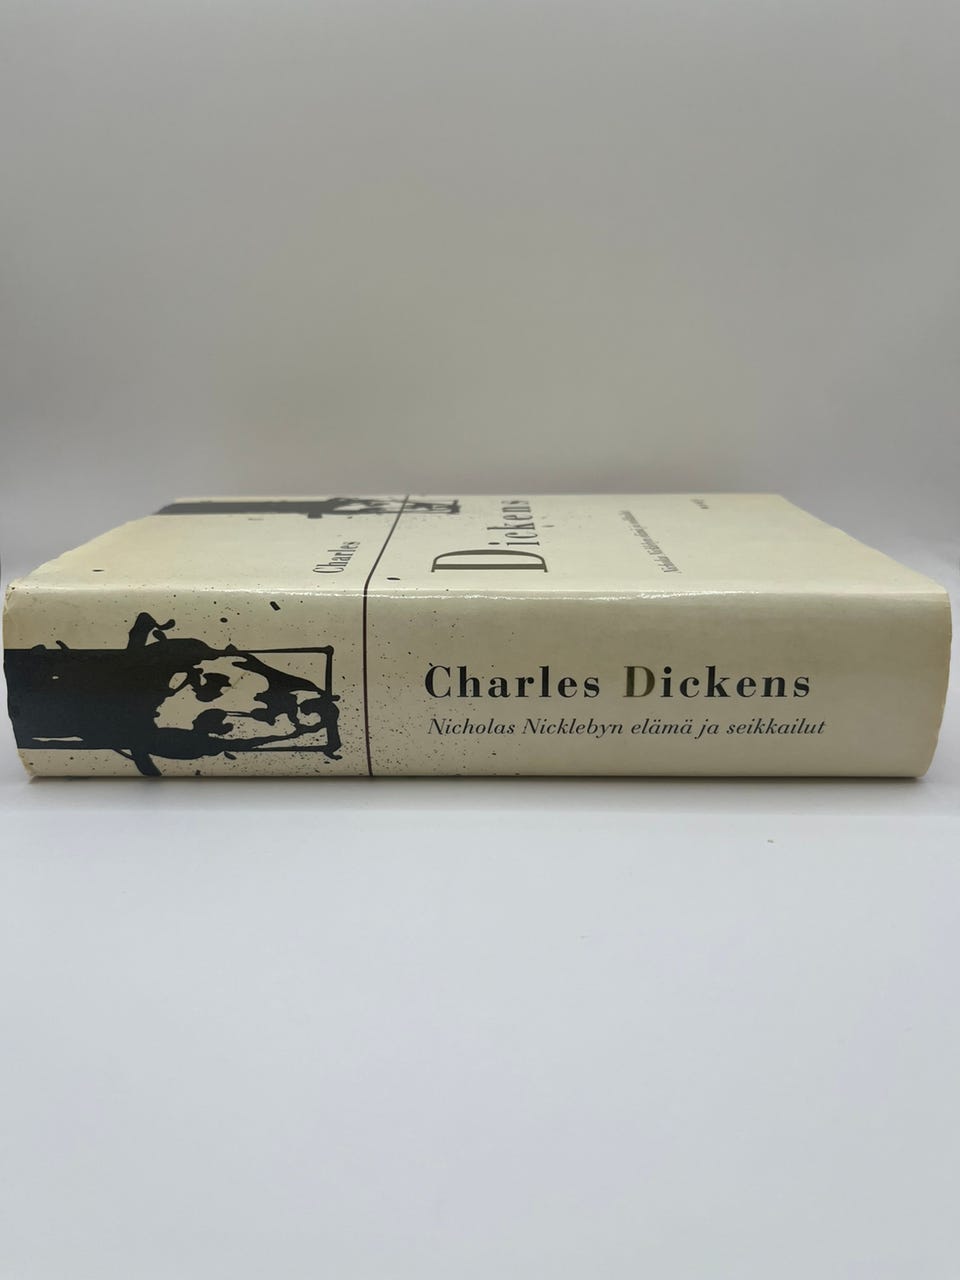 Charles
Dickens
Charles Dickens
Nicholas Nicklebyn elämä ja seikkailut